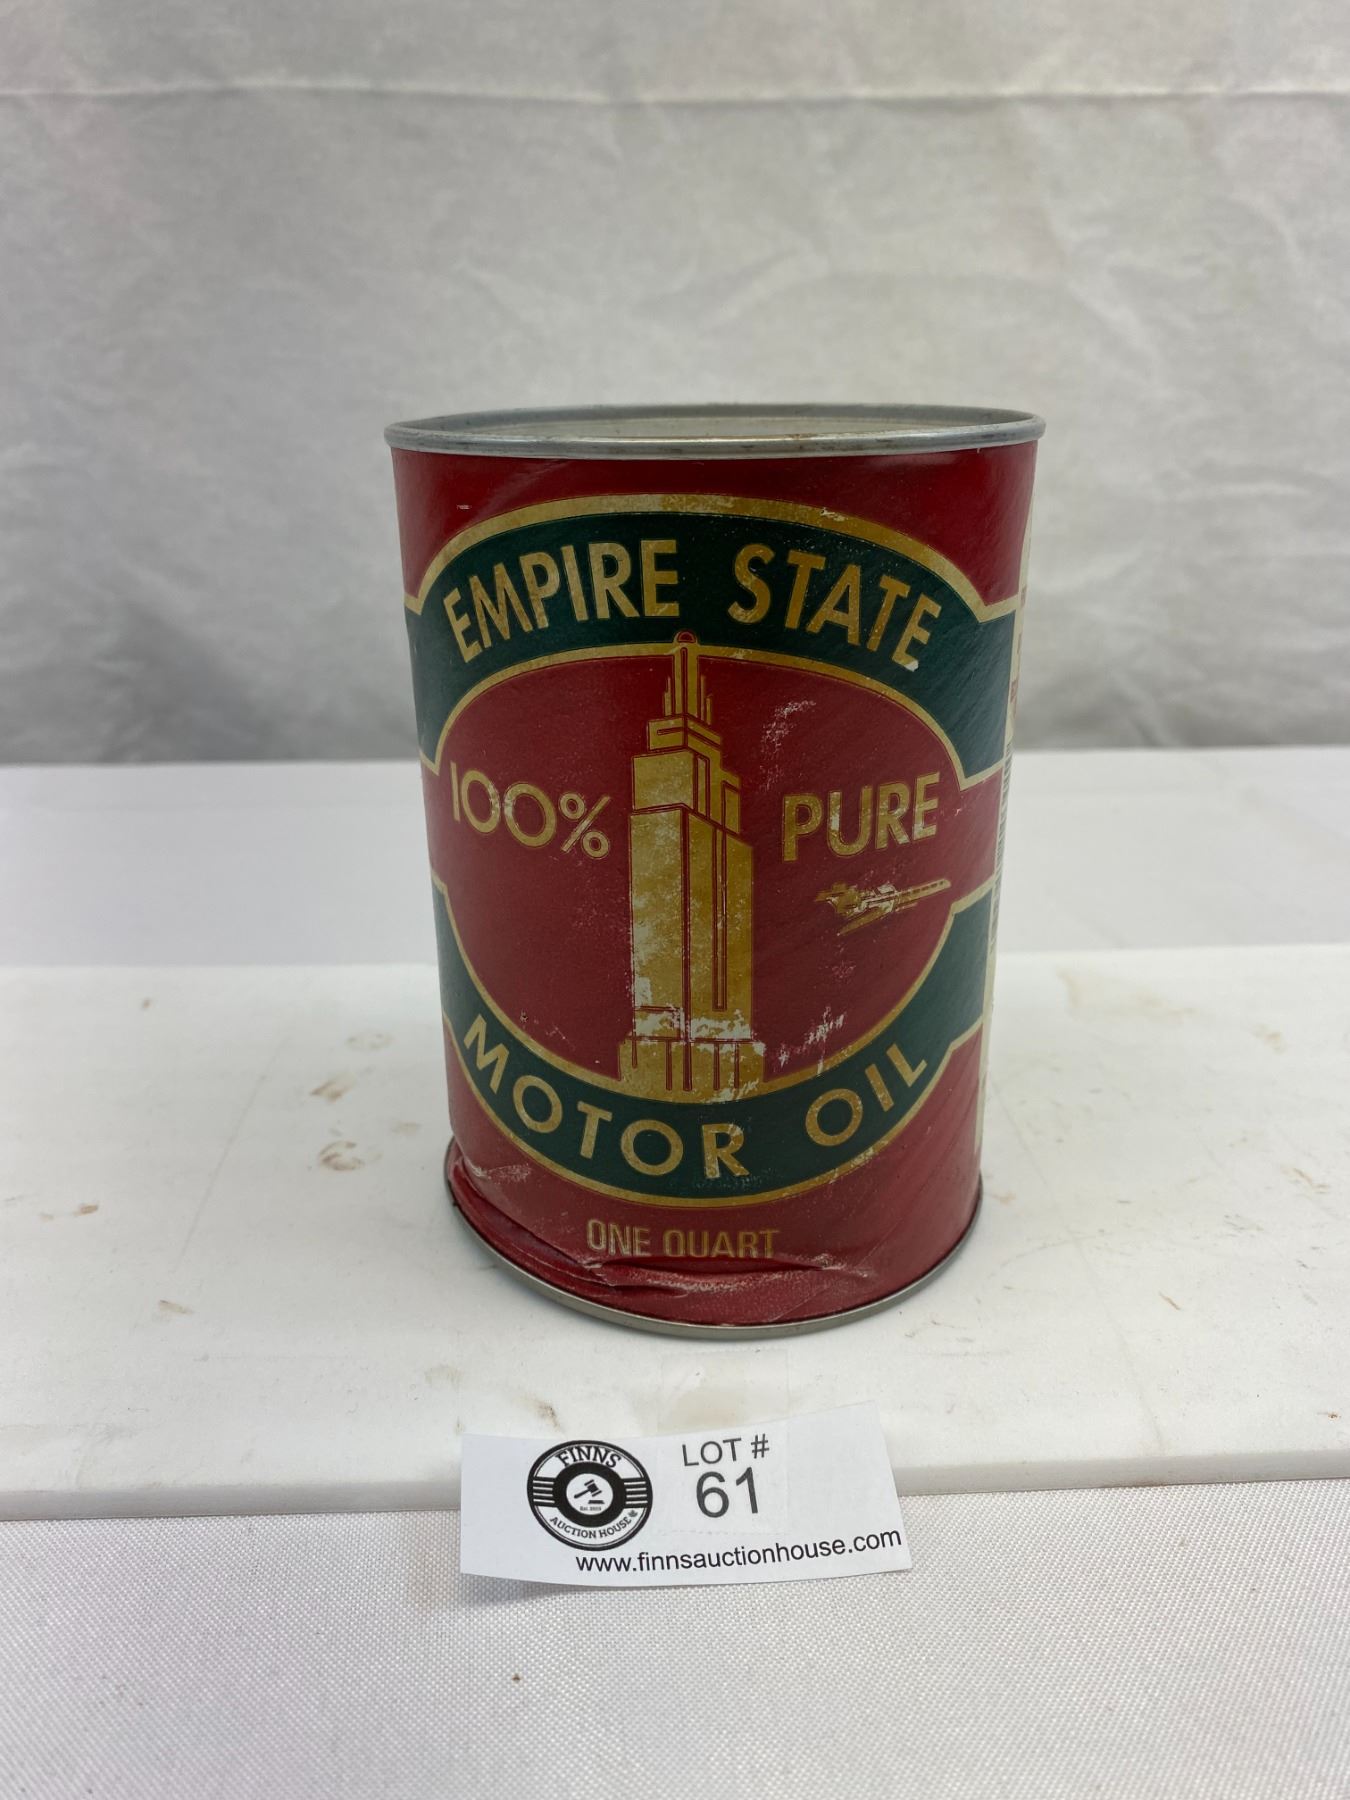 EMPIRE STATE
100% PURE
MOTOR OIL
ONE QUART
FINNS
AUCTION HOUSE
LOT #
61
www.finnsauctionhouse.com